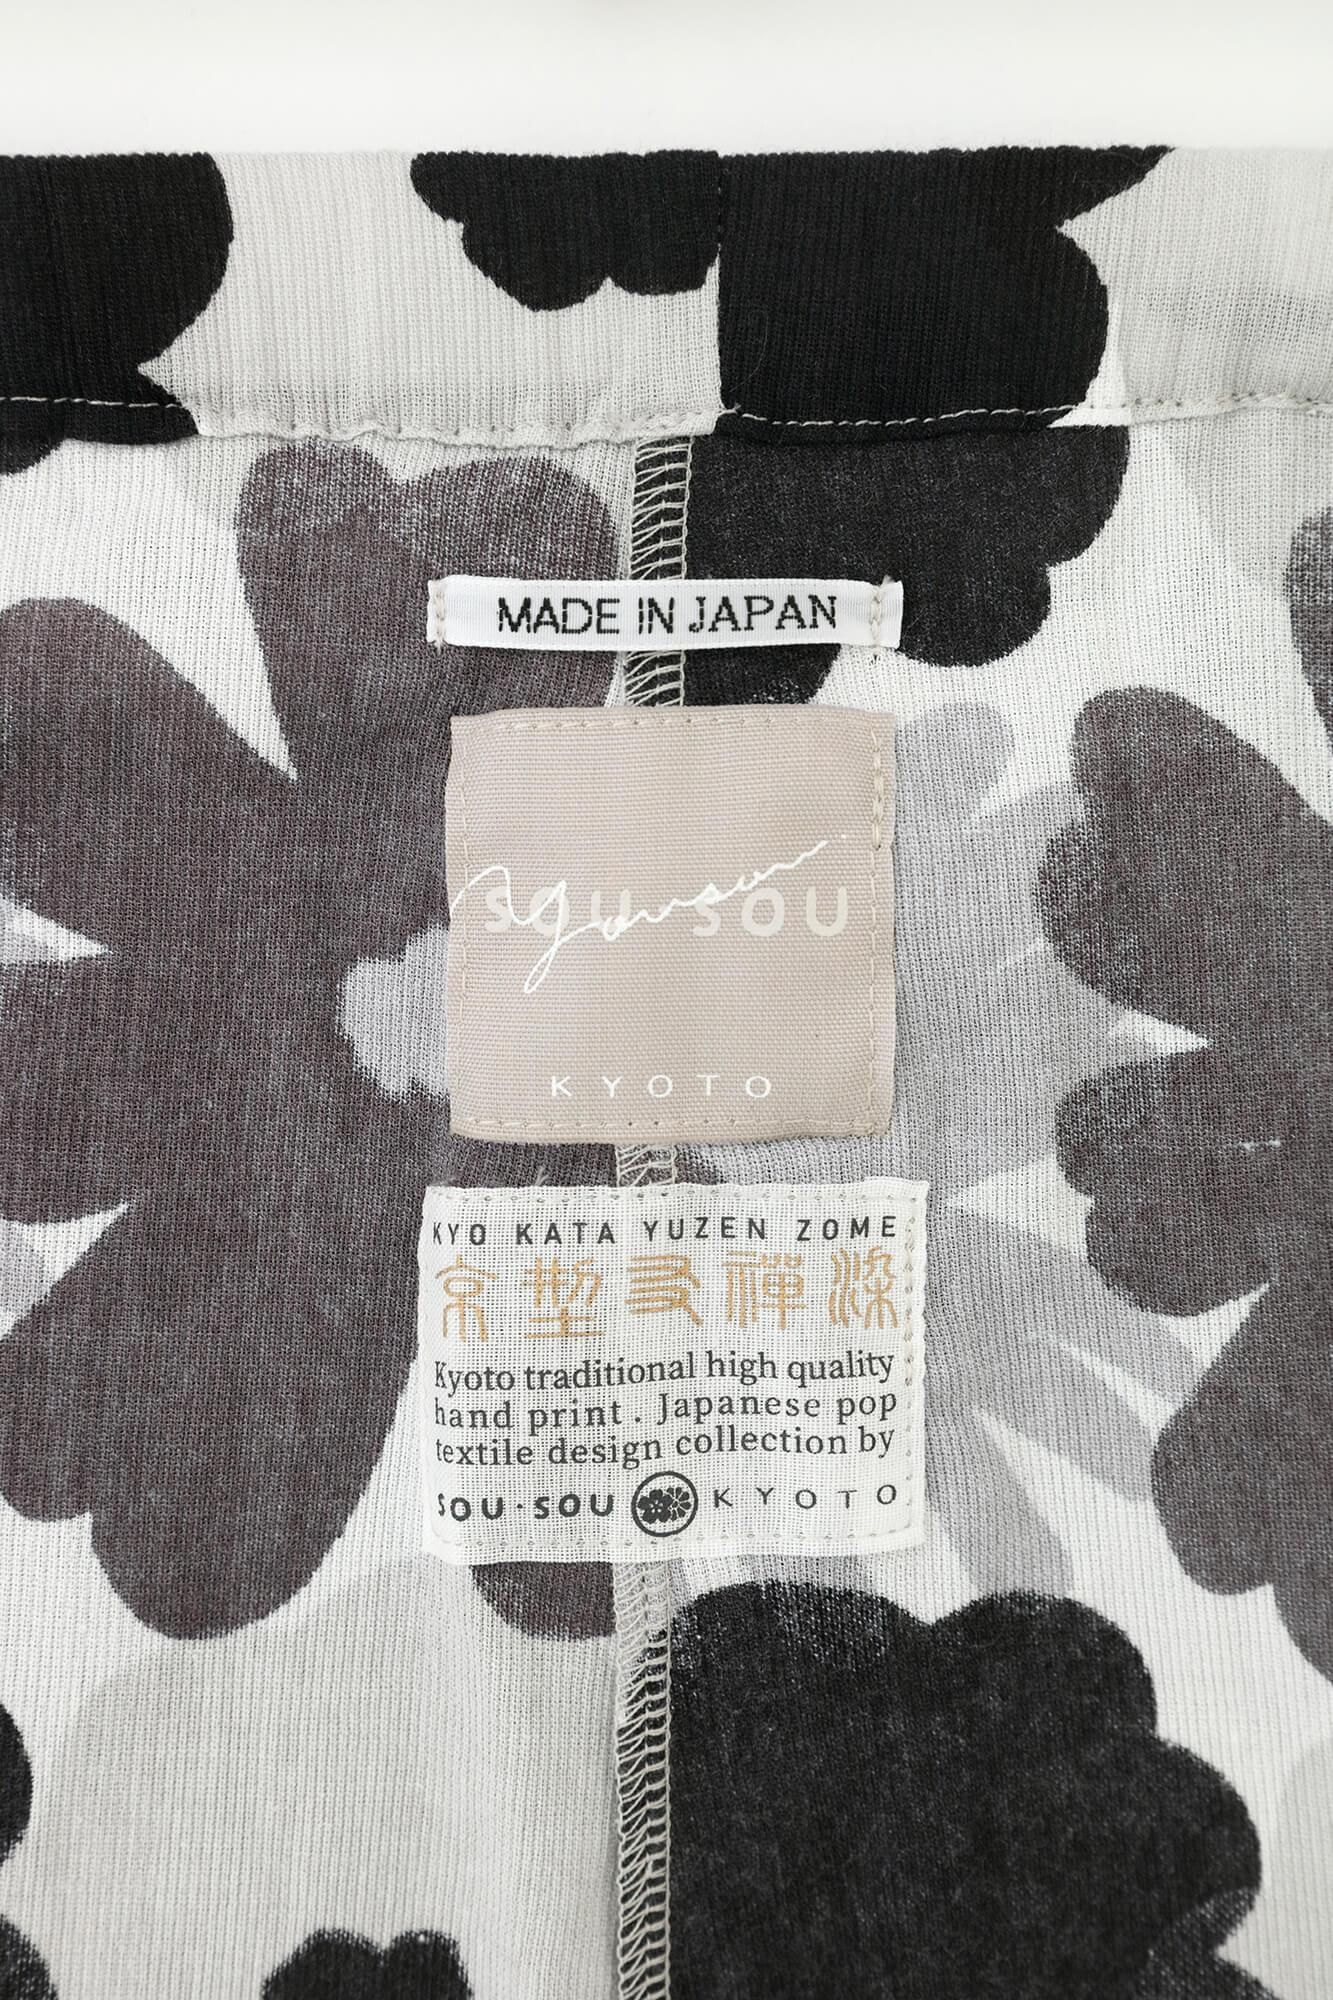 MADE IN JAPAN
SOU·SOU
KYOTO
KYO KATA YUZEN ZOME
京型友禅染
Kyoto traditional high quality
hand print . Japanese pop
textile design collection by
SOU·SOU KYOTO